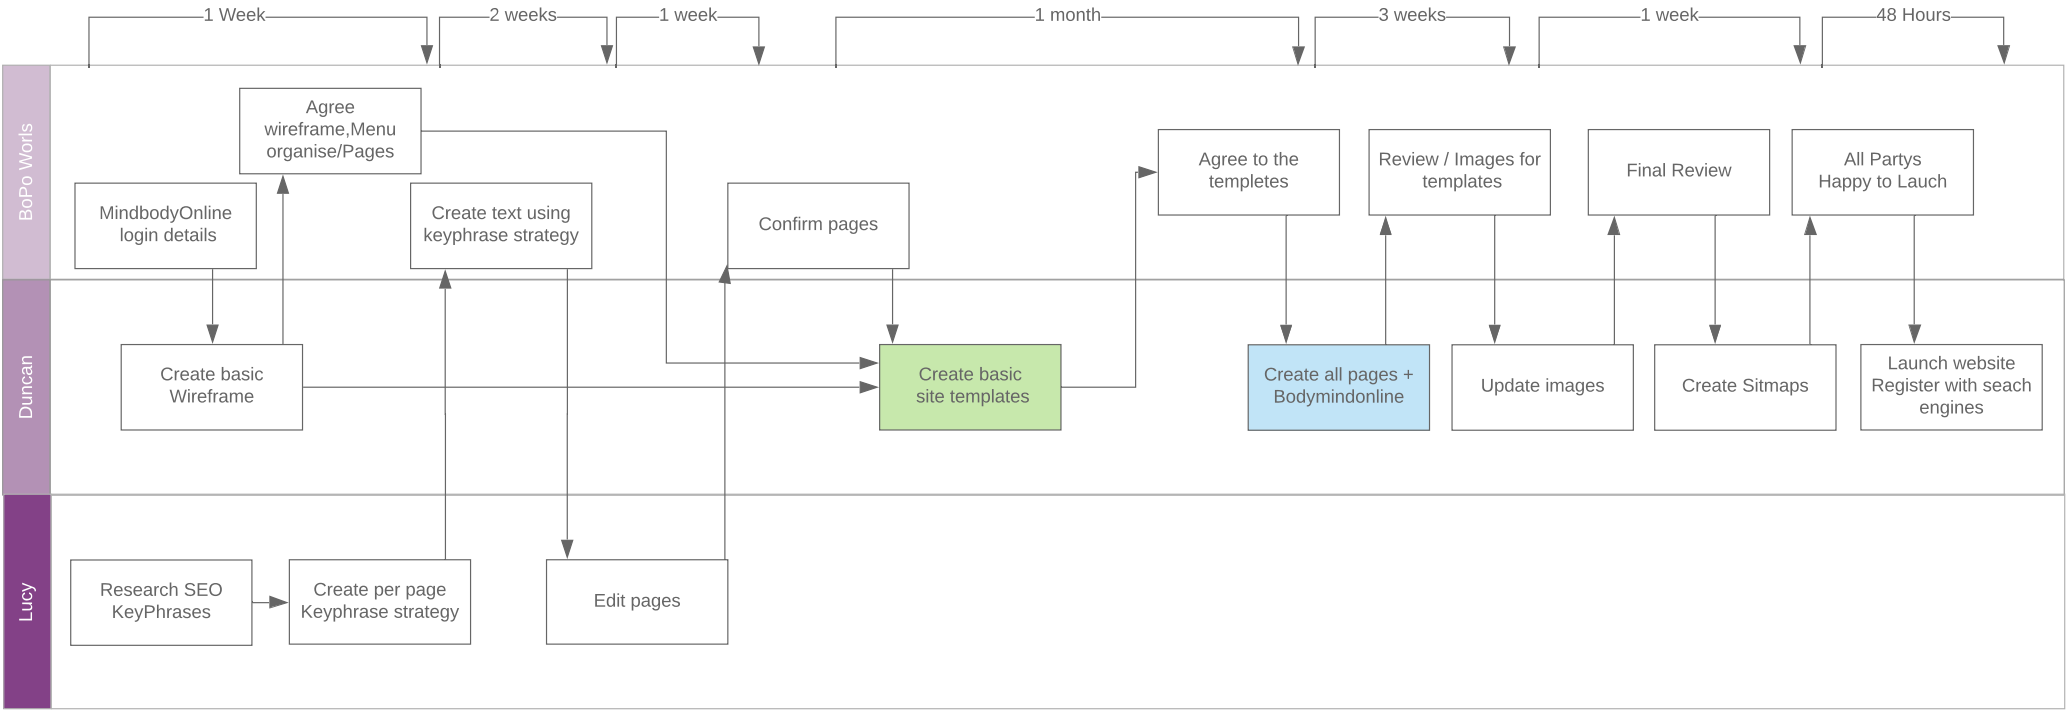 1 Week
2 weeks
1 week
1 month
3 weeks
1 week
48 Hours
BoPo Worls
Agree
wireframe,Menu
organise/Pages
MindbodyOnline
login details
Create text using
keyphrase strategy
Confirm pages
Agree to the
templetes
Review / Images for
templates
Final Review
All Partys
Happy to Lauch
Duncan
Create basic
Wireframe
Create basic
site templates
Create all pages +
Bodymindonline
Update images
Create Sitmaps
Launch website
Register with seach
engines
Lucy
Research SEO
KeyPhrases
Create per page
Keyphrase strategy
Edit pages